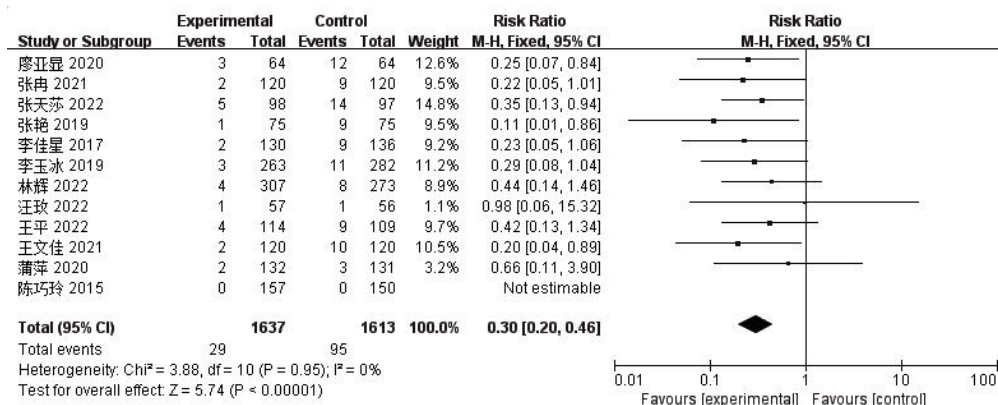 Experimental Control Risk Ratio Risk Ratio
Study or Subgroup Events Total Events Total Weight M-H, Fixed, 95% CI M-H, Fixed, 95% CI
廖亚显 2020 3 64 12 64 12.6% 0.25 [0.07, 0.84]
张冉 2021 2 120 9 120 9.5% 0.22 [0.05, 1.01]
张天莎 2022 5 98 14 97 14.8% 0.35 [0.13, 0.94]
张艳 2019 1 75 9 75 9.5% 0.11 [0.01, 0.86]
李佳星 2017 2 130 9 136 9.3% 0.23 [0.05, 1.06]
李玉冰 2019 3 263 11 282 11.2% 0.29 [0.08, 1.04]
林辉 2022 4 307 8 273 8.9% 0.44 [0.14, 1.46]
汪玫 2022 1 57 1 56 1.1% 0.98 [0.06, 15.32]
王平 2022 4 114 9 109 9.7% 0.42 [0.13, 1.34]
王文佳 2021 2 120 10 120 10.5% 0.20 [0.04, 0.89]
蒲萍 2020 2 132 3 131 3.2% 0.66 [0.11, 3.90]
陈巧玲 2015 0 157 0 150 Not estimable
Total (95% CI) 1637 1613 100.0% 0.30 [0.20, 0.46]
Total events 29 95
Heterogeneity: Chi² = 3.88, df = 10 (P = 0.95); I² = 0%
Test for overall effect: Z = 5.74 (P < 0.00001)
0.01 0.1 1 10 100
Favours [experimental] Favours [control]